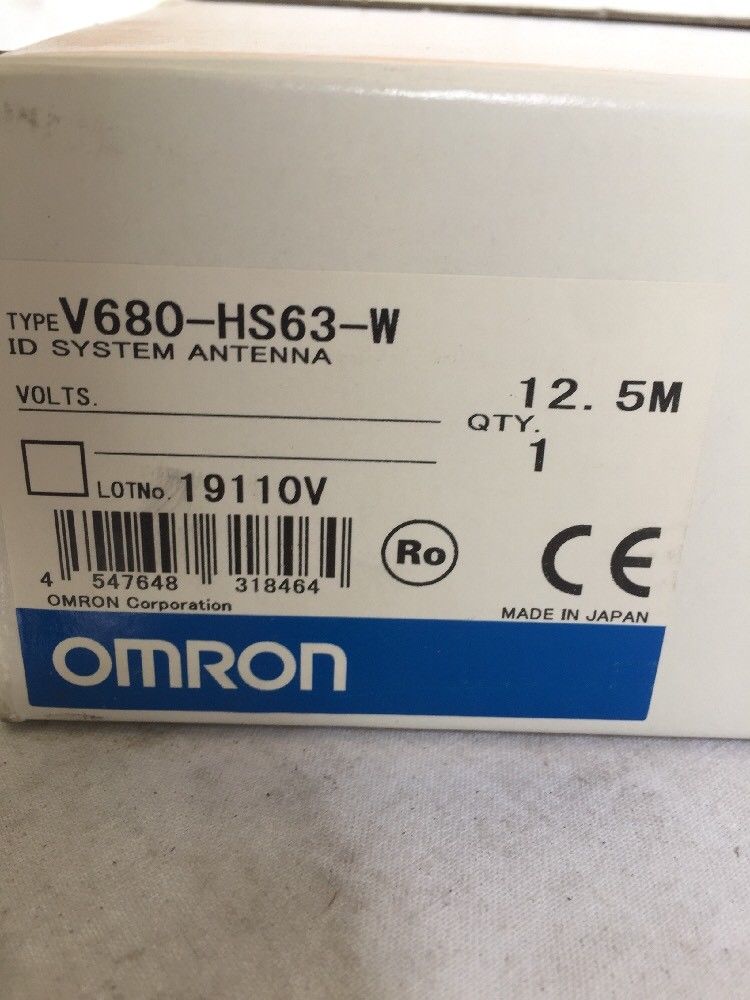 TYPE V680-HS63-W
ID SYSTEM ANTENNA
VOLTS.
12. 5M
QTY.
1
LOTNo. 19110V
4 547648 318464
Ro
CE
OMRON Corporation
MADE IN JAPAN
OMRON